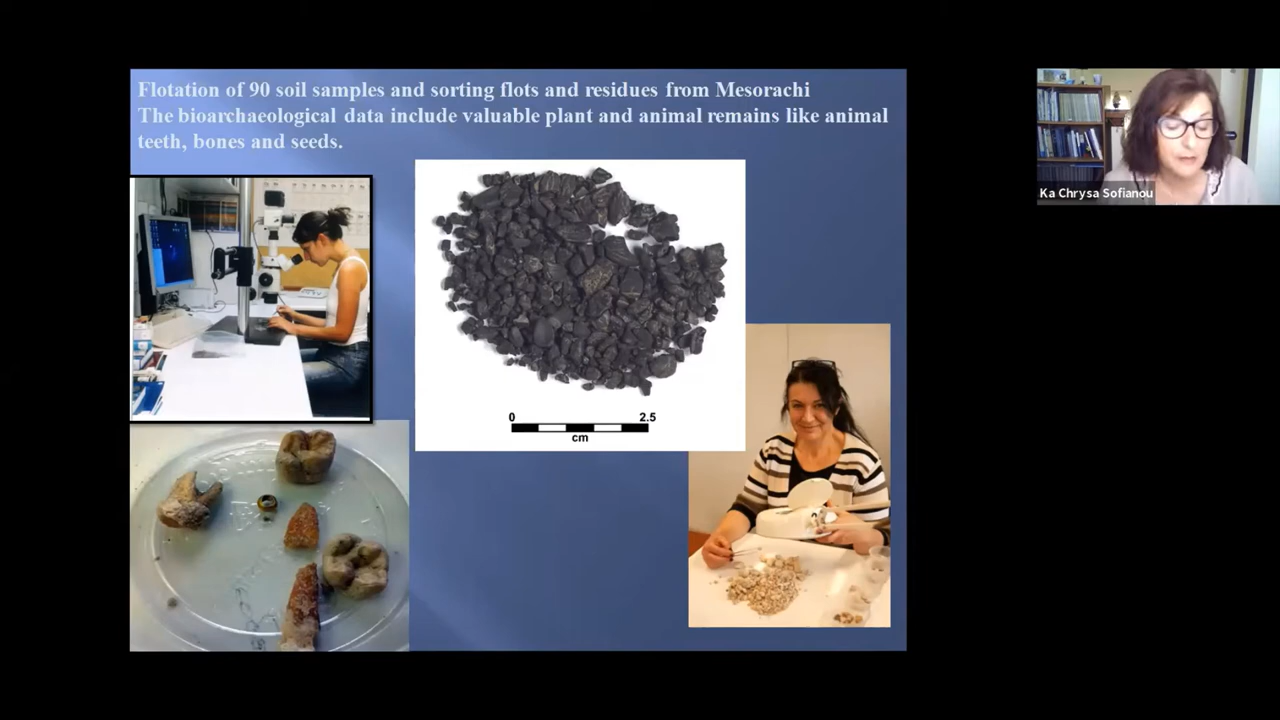 Flotation of 90 soil samples and sorting flots and residues from Mesorachi
The bioarchaeological data include valuable plant and animal remains like animal
teeth, bones and seeds.
0 2.5
cm
Ka Chrysa Sofianou